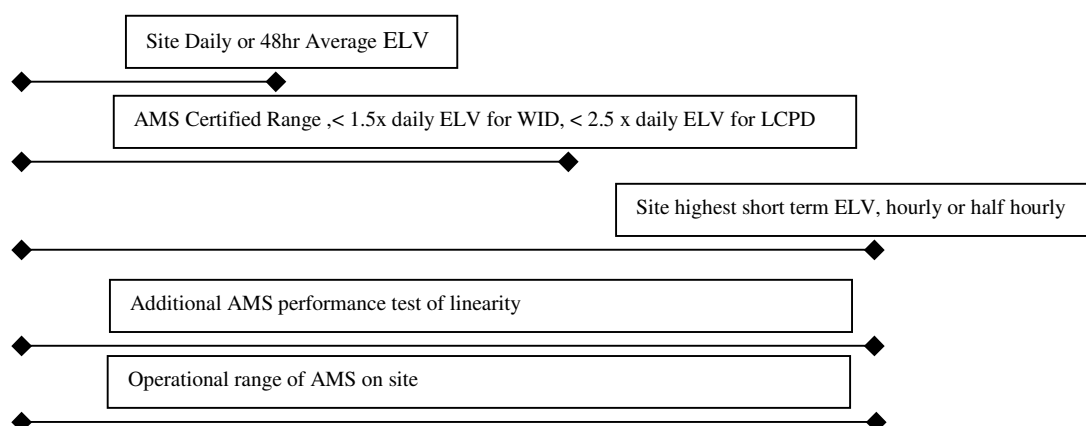 Site Daily or 48hr Average ELV
AMS Certified Range ,< 1.5x daily ELV for WID, < 2.5 x daily ELV for LCPD
Site highest short term ELV, hourly or half hourly
Additional AMS performance test of linearity
Operational range of AMS on site